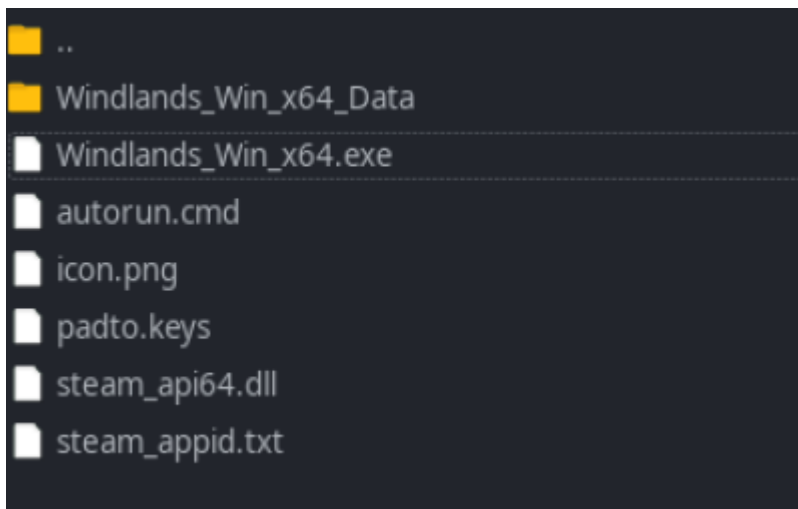 ..
Windlands_Win_x64_Data
Windlands_Win_x64.exe
autorun.cmd
icon.png
padto.keys
steam_api64.dll
steam_appid.txt